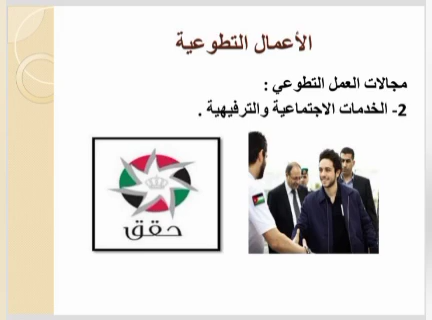 الأعمال التطوعية
مجالات العمل التطوعي :
2- الخدمات الاجتماعية والترفيهية .
حقق